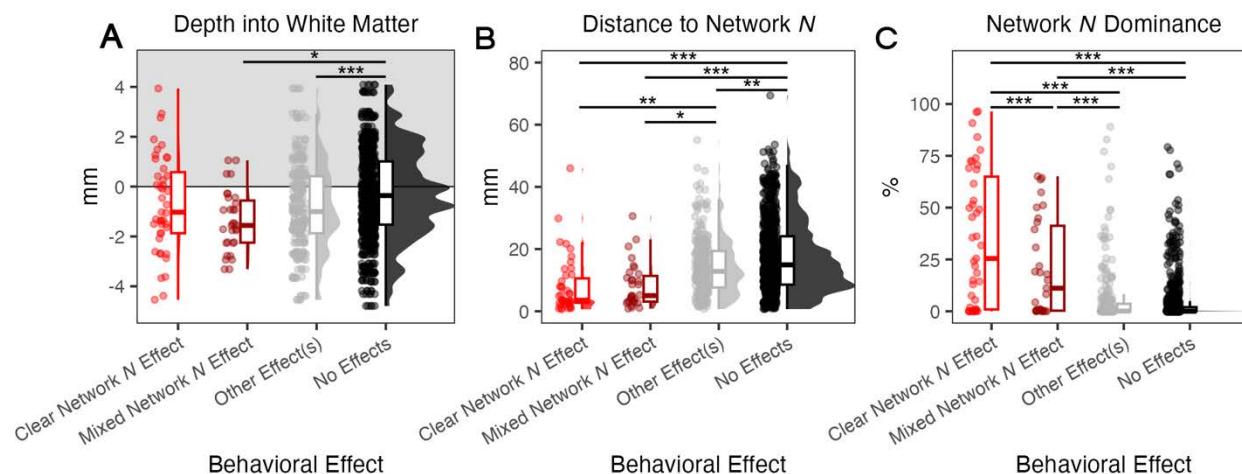 A
Depth into White Matter
*
***
4
2
0
-2
-4
mm
Clear Network N Effect
Mixed Network N Effect
Other Effect(s)
No Effects
Behavioral Effect
B
Distance to Network N
***
***
**
**
*
80
60
40
20
0
mm
Clear Network N Effect
Mixed Network N Effect
Other Effect(s)
No Effects
Behavioral Effect
C
Network N Dominance
***
***
***
***
***
100
75
50
25
0
%
Clear Network N Effect
Mixed Network N Effect
Other Effect(s)
No Effects
Behavioral Effect